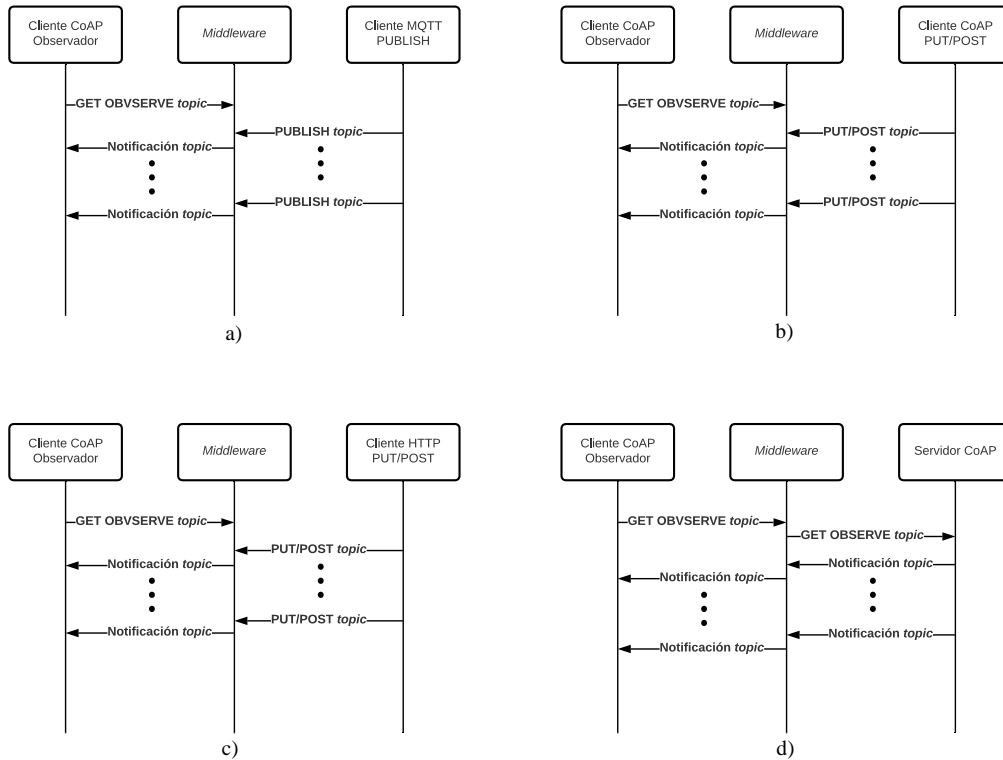 Cliente CoAP
Observador
Middleware
Cliente MQTT
PUBLISH
GET OBVSERVE topic
PUBLISH topic
Notificación topic
PUBLISH topic
Notificación topic
a)
Cliente CoAP
Observador
Middleware
Cliente CoAP
PUT/POST
GET OBVSERVE topic
PUT/POST topic
Notificación topic
PUT/POST topic
Notificación topic
b)
Cliente CoAP
Observador
Middleware
Cliente HTTP
PUT/POST
GET OBVSERVE topic
PUT/POST topic
Notificación topic
PUT/POST topic
Notificación topic
c)
Cliente CoAP
Observador
Middleware
Servidor CoAP
GET OBVSERVE topic
GET OBSERVE topic
Notificación topic
Notificación topic
Notificación topic
Notificación topic
d)